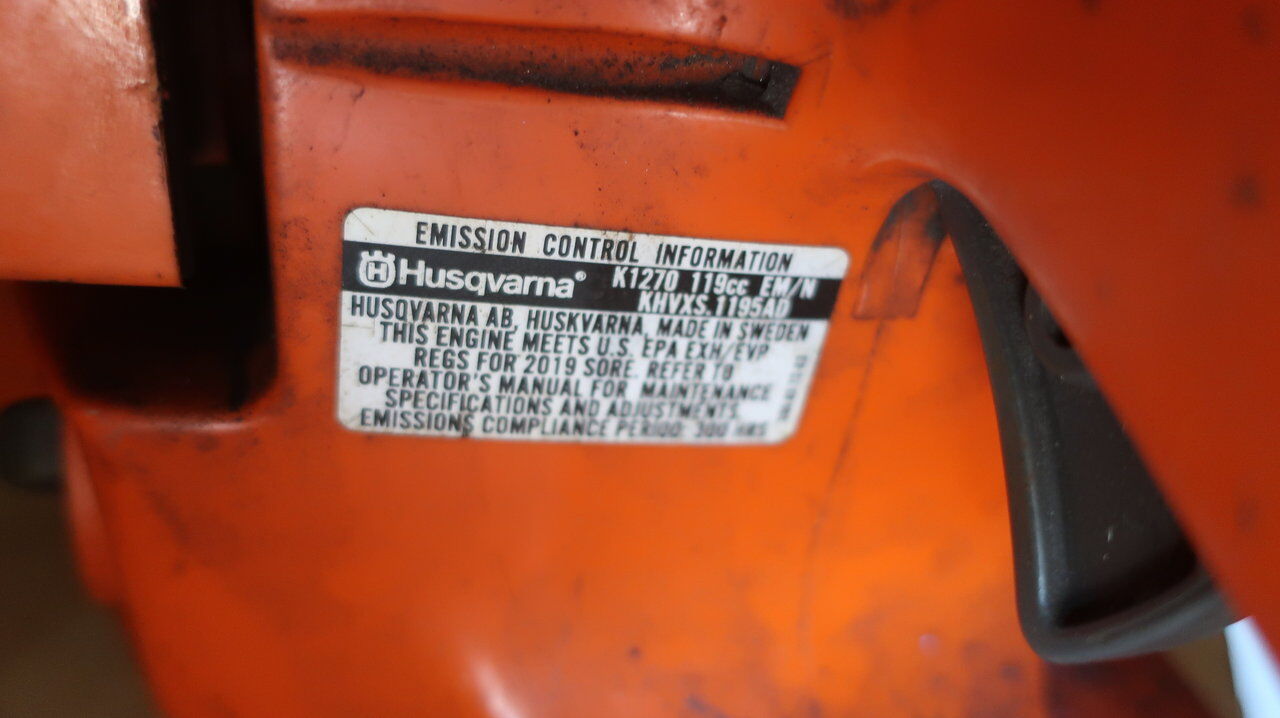 EMISSION CONTROL INFORMATION
Husqvarna® K1270 119cc EM/N
KHVXS.1195AD
HUSQVARNA AB, HUSKVARNA, MADE IN SWEDEN
THIS ENGINE MEETS U.S. EPA EXH/EVP
REGS FOR 2019 SORE. REFER TO
OPERATOR'S MANUAL FOR MAINTENANCE
SPECIFICATIONS AND ADJUSTMENTS.
EMISSIONS COMPLIANCE PERIOD: 300 HRS